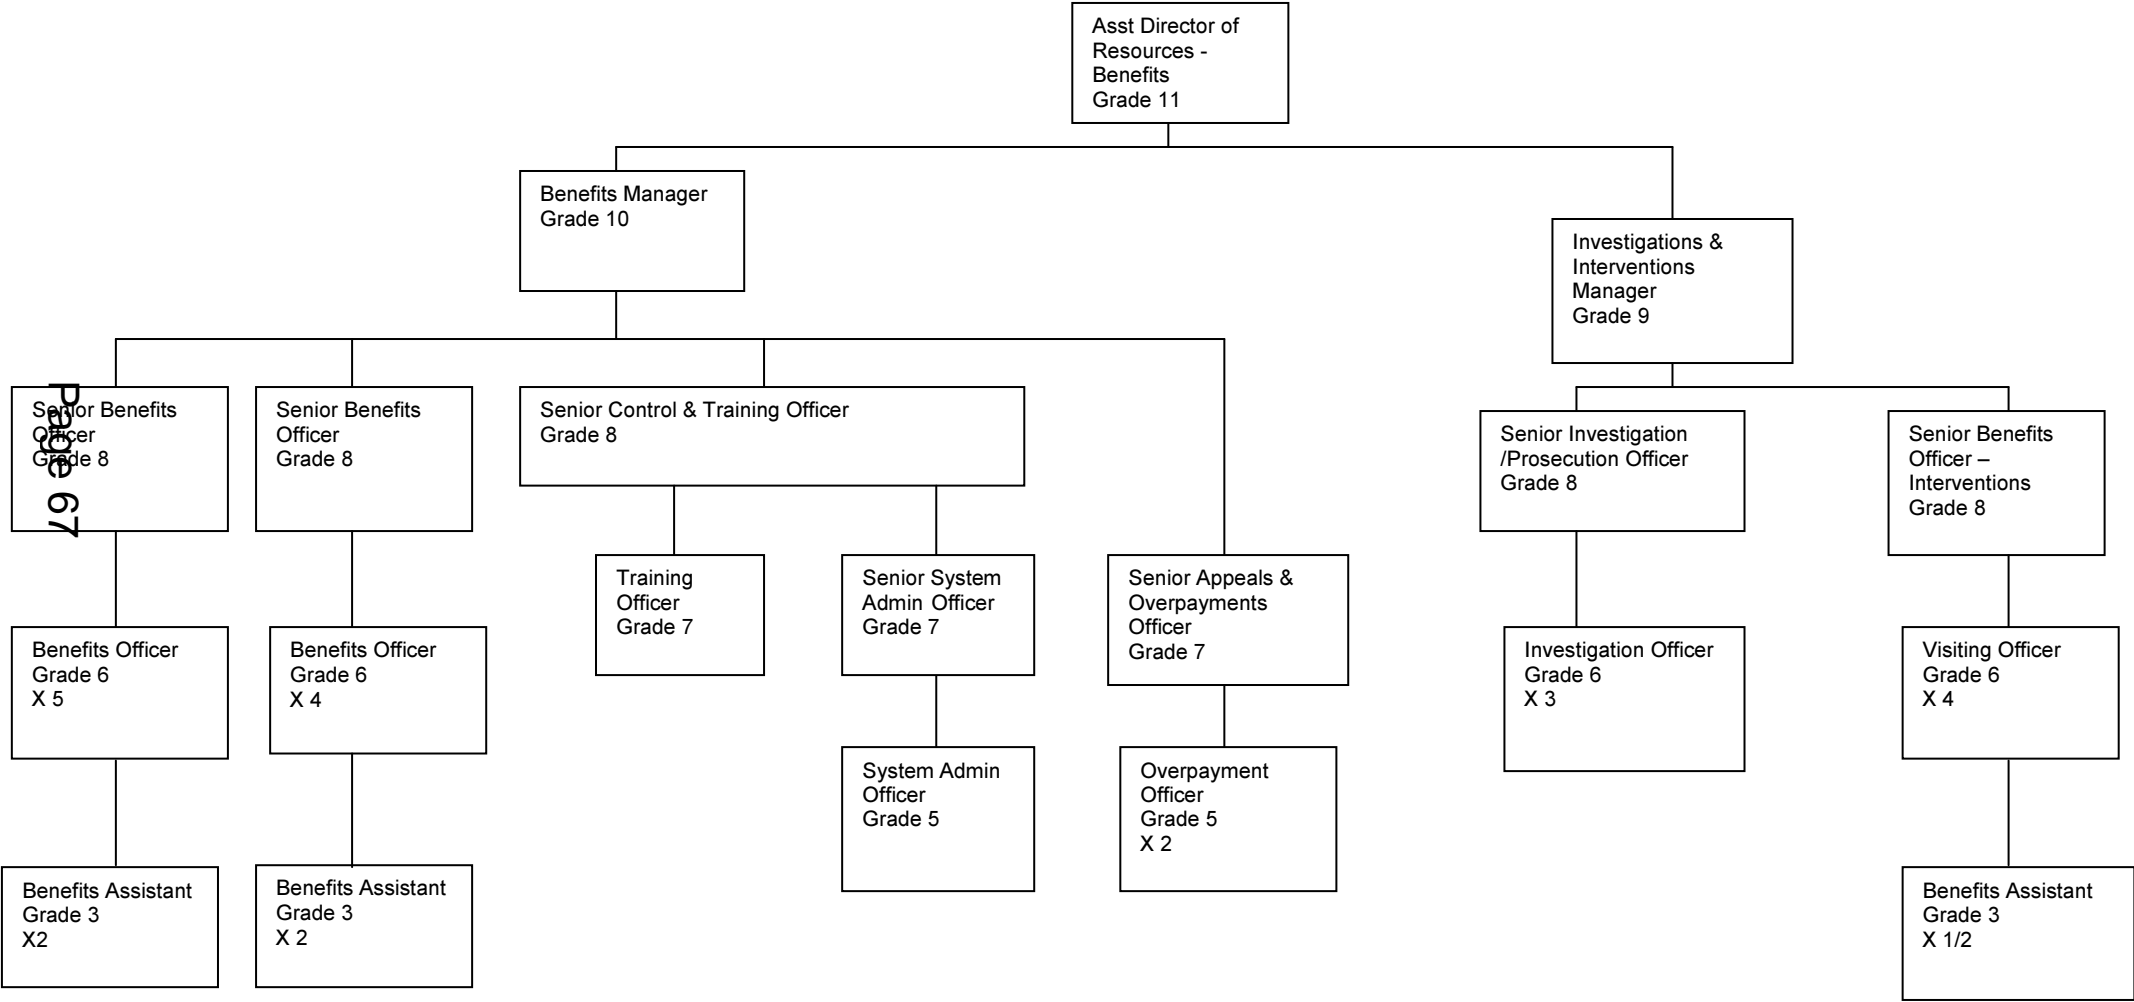 Asst Director of
Resources -
Benefits
Grade 11
Benefits Manager
Grade 10
Investigations &
Interventions
Manager
Grade 9
Senior Benefits
Officer
Grade 8
Senior Benefits
Officer
Grade 8
Senior Control & Training Officer
Grade 8
Senior Investigation
/Prosecution Officer
Grade 8
Senior Benefits
Officer –
Interventions
Grade 8
Page 67
Training
Officer
Grade 7
Senior System
Admin Officer
Grade 7
Senior Appeals &
Overpayments
Officer
Grade 7
Benefits Officer
Grade 6
X 5
Benefits Officer
Grade 6
X 4
Investigation Officer
Grade 6
X 3
Visiting Officer
Grade 6
X 4
System Admin
Officer
Grade 5
Overpayment
Officer
Grade 5
X 2
Benefits Assistant
Grade 3
X2
Benefits Assistant
Grade 3
X 2
Benefits Assistant
Grade 3
X 1/2